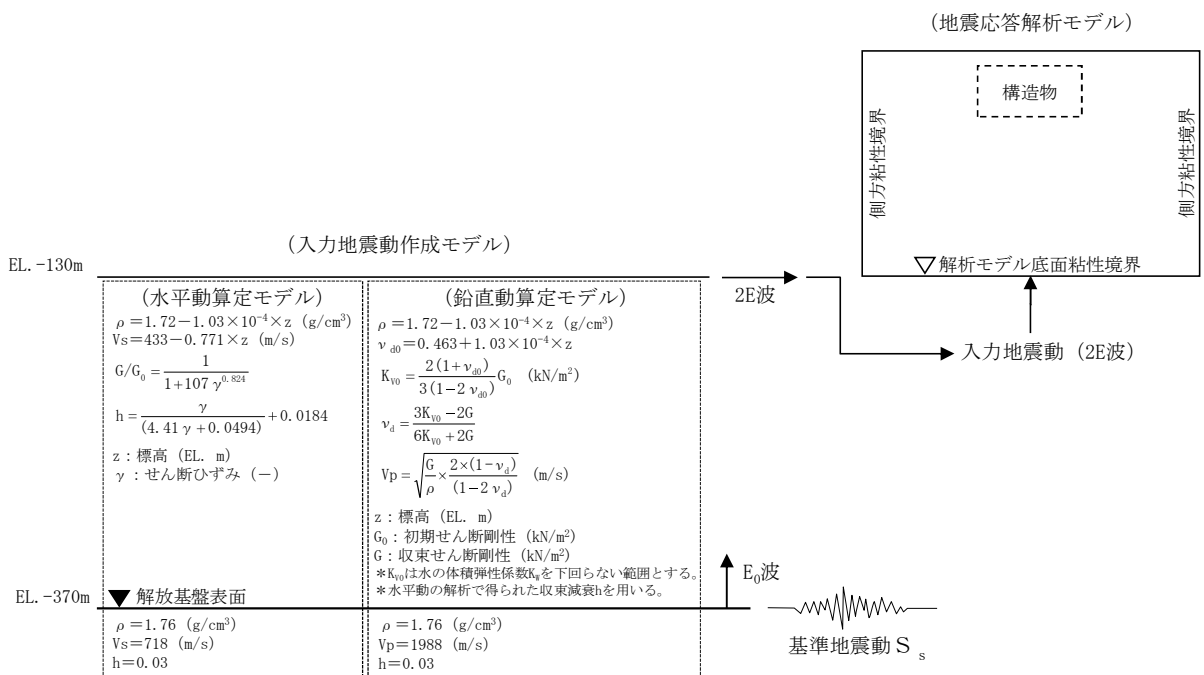 (地震応答解析モデル)
構造物
側方粘性境界
側方粘性境界
▽解析モデル底面粘性境界
(入力地震動作成モデル)
EL.-130m
2E波
入力地震動 (2E波)
(水平動算定モデル)
ρ=1.72-1.03×10⁻⁴×z (g/cm³)
Vs=433-0.771×z (m/s)
G/G₀=1/(1+107γ^0.824)
h=γ/(4.41γ+0.0494)+0.0184
z:標高 (EL. m)
γ:せん断ひずみ (-)
(鉛直動算定モデル)
ρ=1.72-1.03×10⁻⁴×z (g/cm³)
ν_d0=0.463+1.03×10⁻⁴×z
K_V0=2(1+ν_d0)/3(1-2ν_d0) G₀ (kN/m²)
ν_d=(3K_V0-2G)/(6K_V0+2G)
Vp=√(G/ρ×2×(1-ν_d)/(1-2ν_d)) (m/s)
z:標高 (EL. m)
G₀:初期せん断剛性 (kN/m²)
G:収束せん断剛性 (kN/m²)
*K_V0は水の体積弾性係数K_Wを下回らない範囲とする。
*水平動の解析で得られた収束減衰hを用いる。
E₀波
EL.-370m
▼解放基盤表面
ρ=1.76 (g/cm³)
Vs=718 (m/s)
h=0.03
ρ=1.76 (g/cm³)
Vp=1988 (m/s)
h=0.03
基準地震動Ss